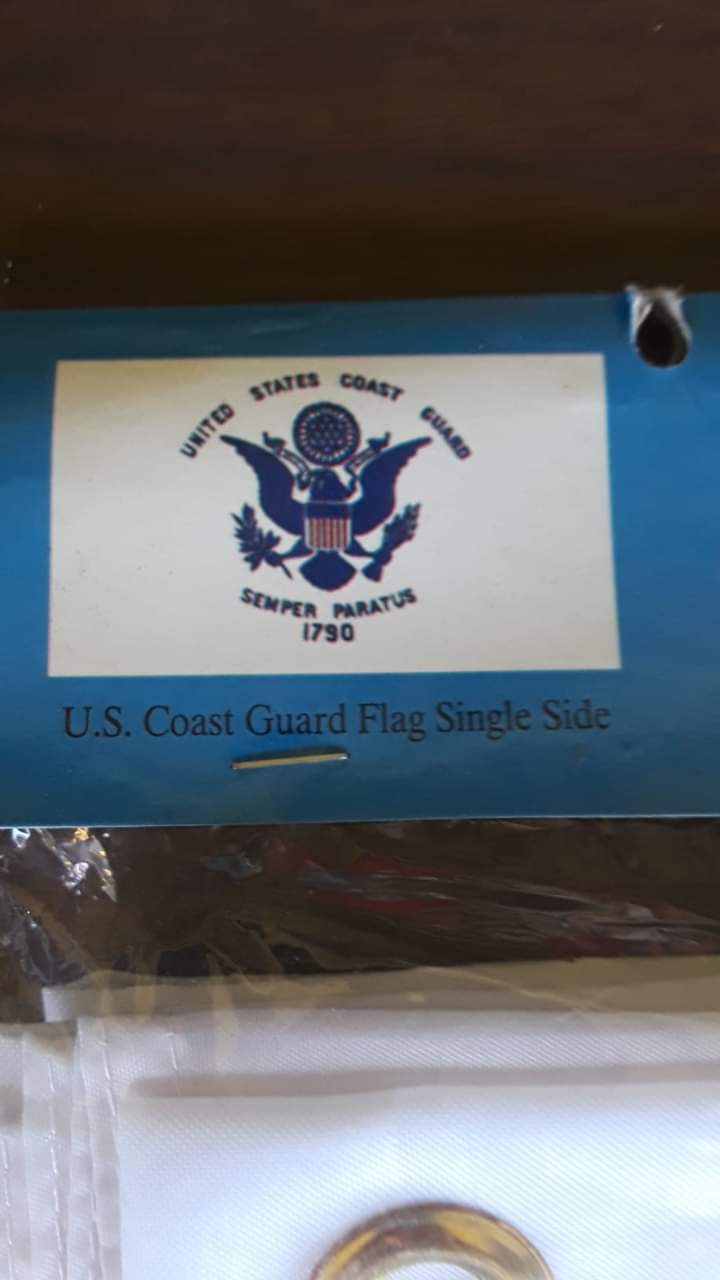 UNITED STATES COAST GUARD
SEMPER PARATUS
1790
U.S. Coast Guard Flag Single Side